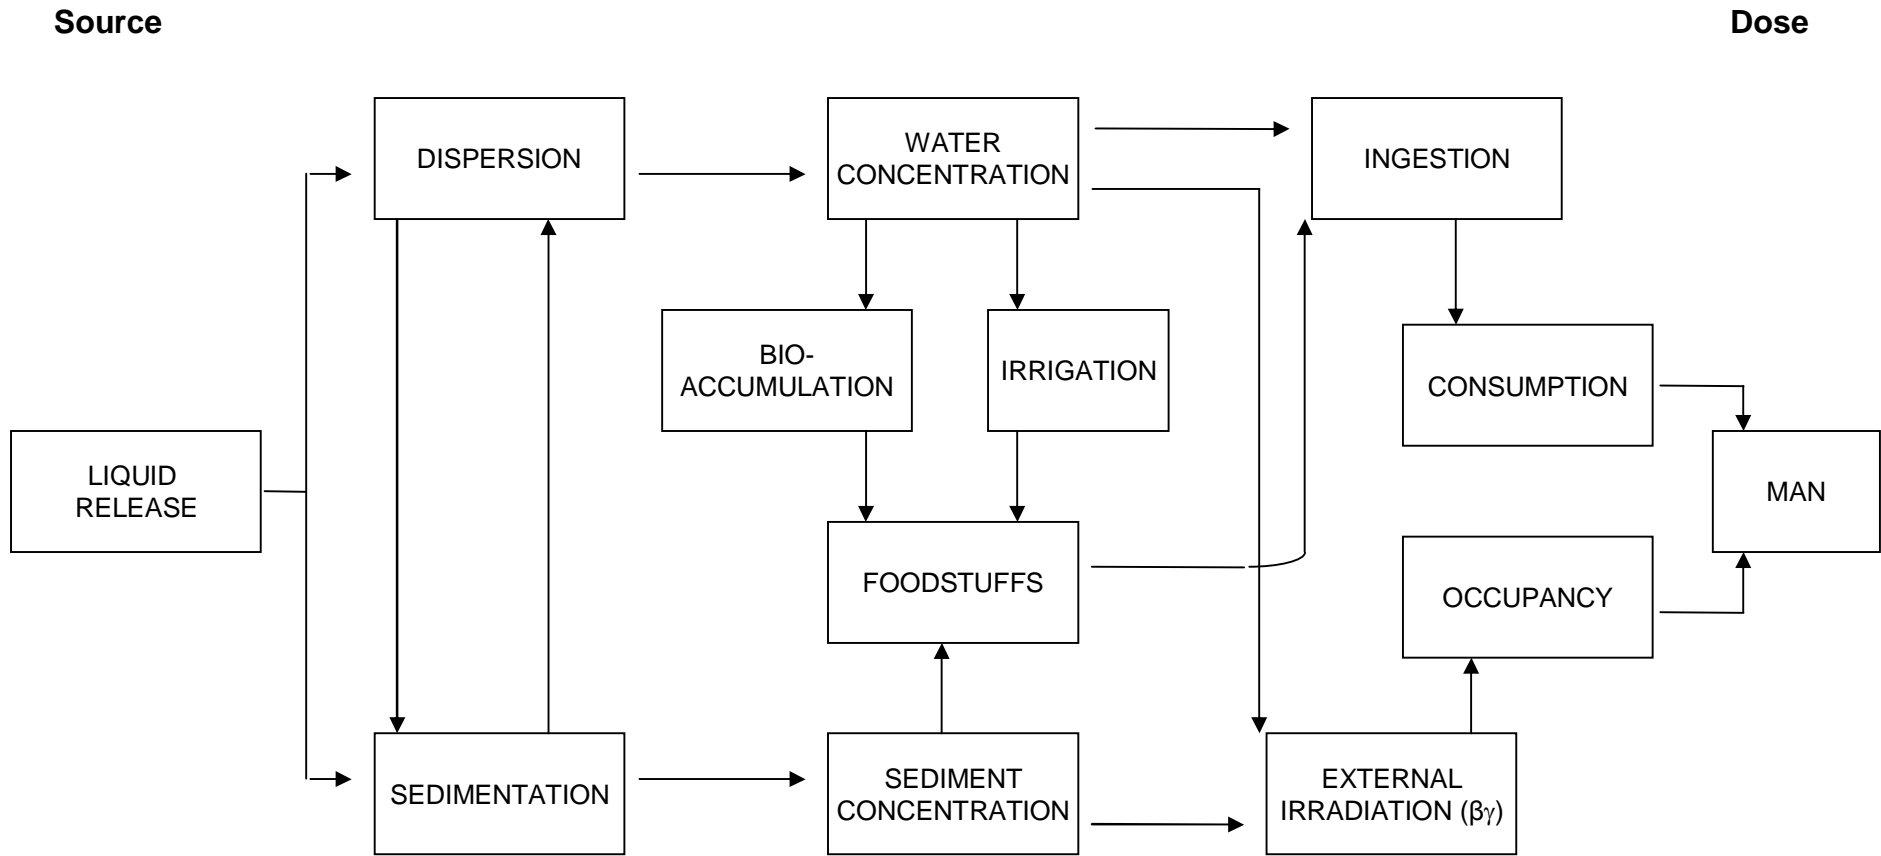 Source
Dose
DISPERSION
WATER
CONCENTRATION
INGESTION
BIO-
ACCUMULATION
IRRIGATION
CONSUMPTION
LIQUID
RELEASE
MAN
FOODSTUFFS
OCCUPANCY
SEDIMENTATION
SEDIMENT
CONCENTRATION
EXTERNAL
IRRADIATION (βγ)